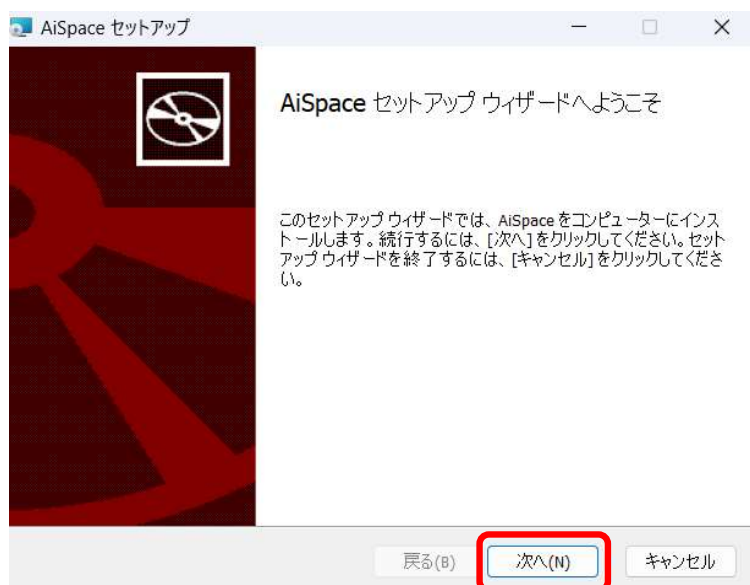 AiSpace セットアップ
AiSpace セットアップ ウィザードへようこそ
このセットアップ ウィザードでは、AiSpace をコンピューターにインス
トールします。続行するには、[次へ] をクリックしてください。セット
アップ ウィザードを終了するには、[キャンセル] をクリックしてくださ
い。
戻る(B)
次へ(N)
キャンセル